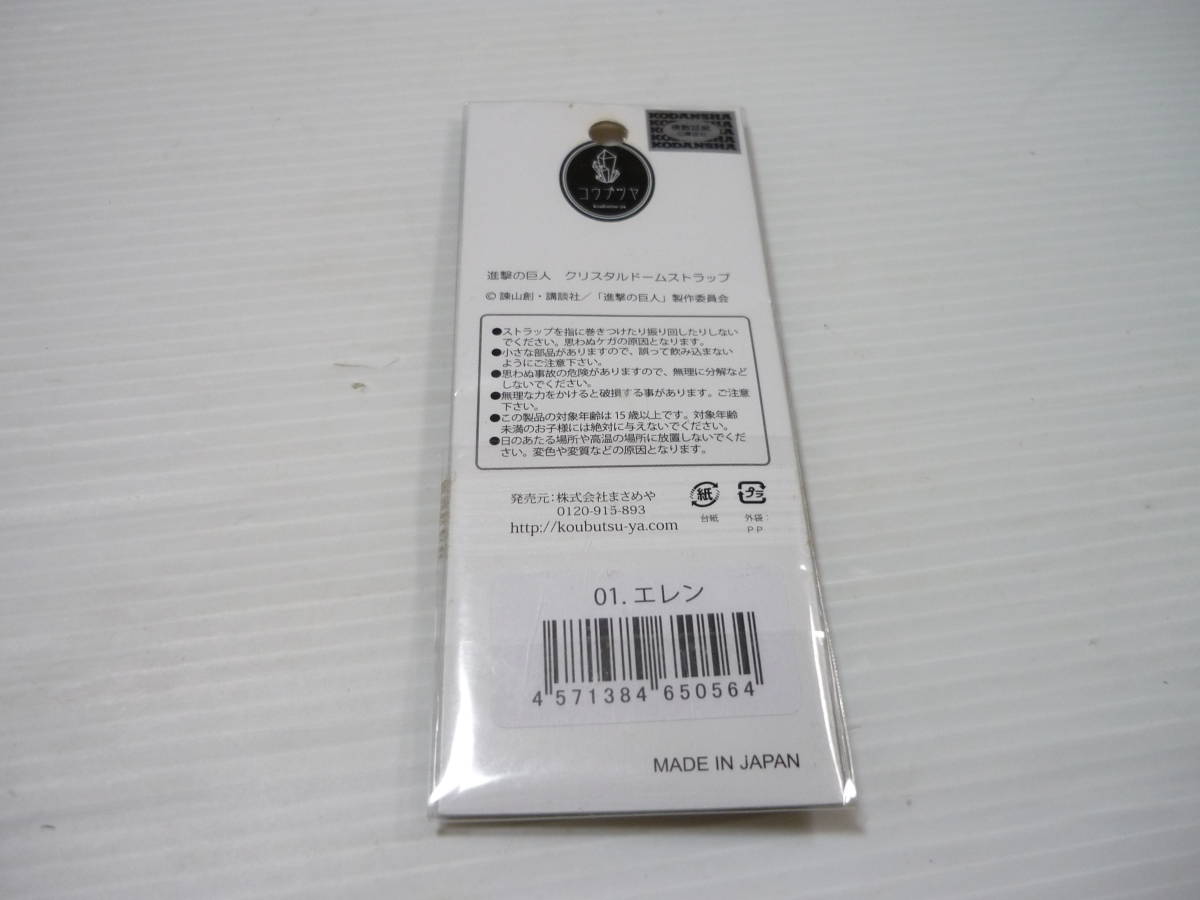 KODANSHA
KODANSHA
コウブツヤ
koubutsu-ya
進撃の巨人　クリスタルドームストラップ
© 諫山創・講談社／「進撃の巨人」製作委員会
●ストラップを指に巻きつけたり振り回したりしない
でください。思わぬケガの原因となります。
●小さな部品がありますので、誤って飲み込まない
ようにご注意下さい。
●思わぬ事故の危険がありますので、無理に分解など
しないでください。
●無理な力をかけると破損する事があります。ご注意
下さい。
●この製品の対象年齢は15歳以上です。対象年齢
未満のお子様には絶対に与えないでください。
●日のあたる場所や高温の場所に放置しないでくだ
さい。変色や変質などの原因となります。
発売元：株式会社まさめや
0120-915-893
http://koubutsu-ya.com
紙
台紙
プラ
外袋：
PP
01.エレン
4 571384 650564
MADE IN JAPAN